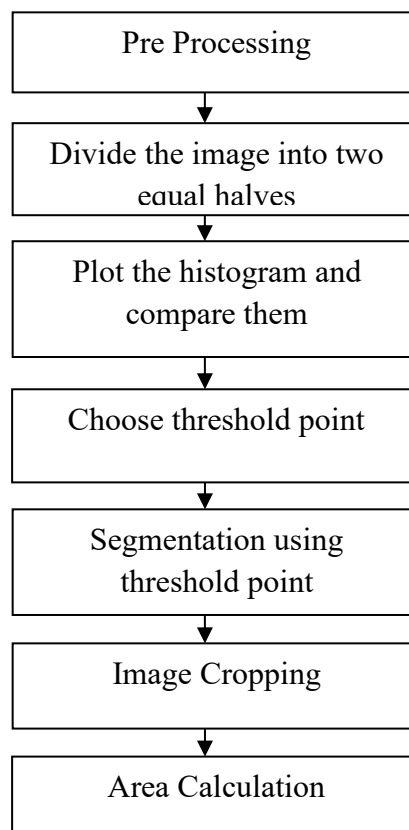 Pre Processing
Divide the image into two
equal halves
Plot the histogram and
compare them
Choose threshold point
Segmentation using
threshold point
Image Cropping
Area Calculation